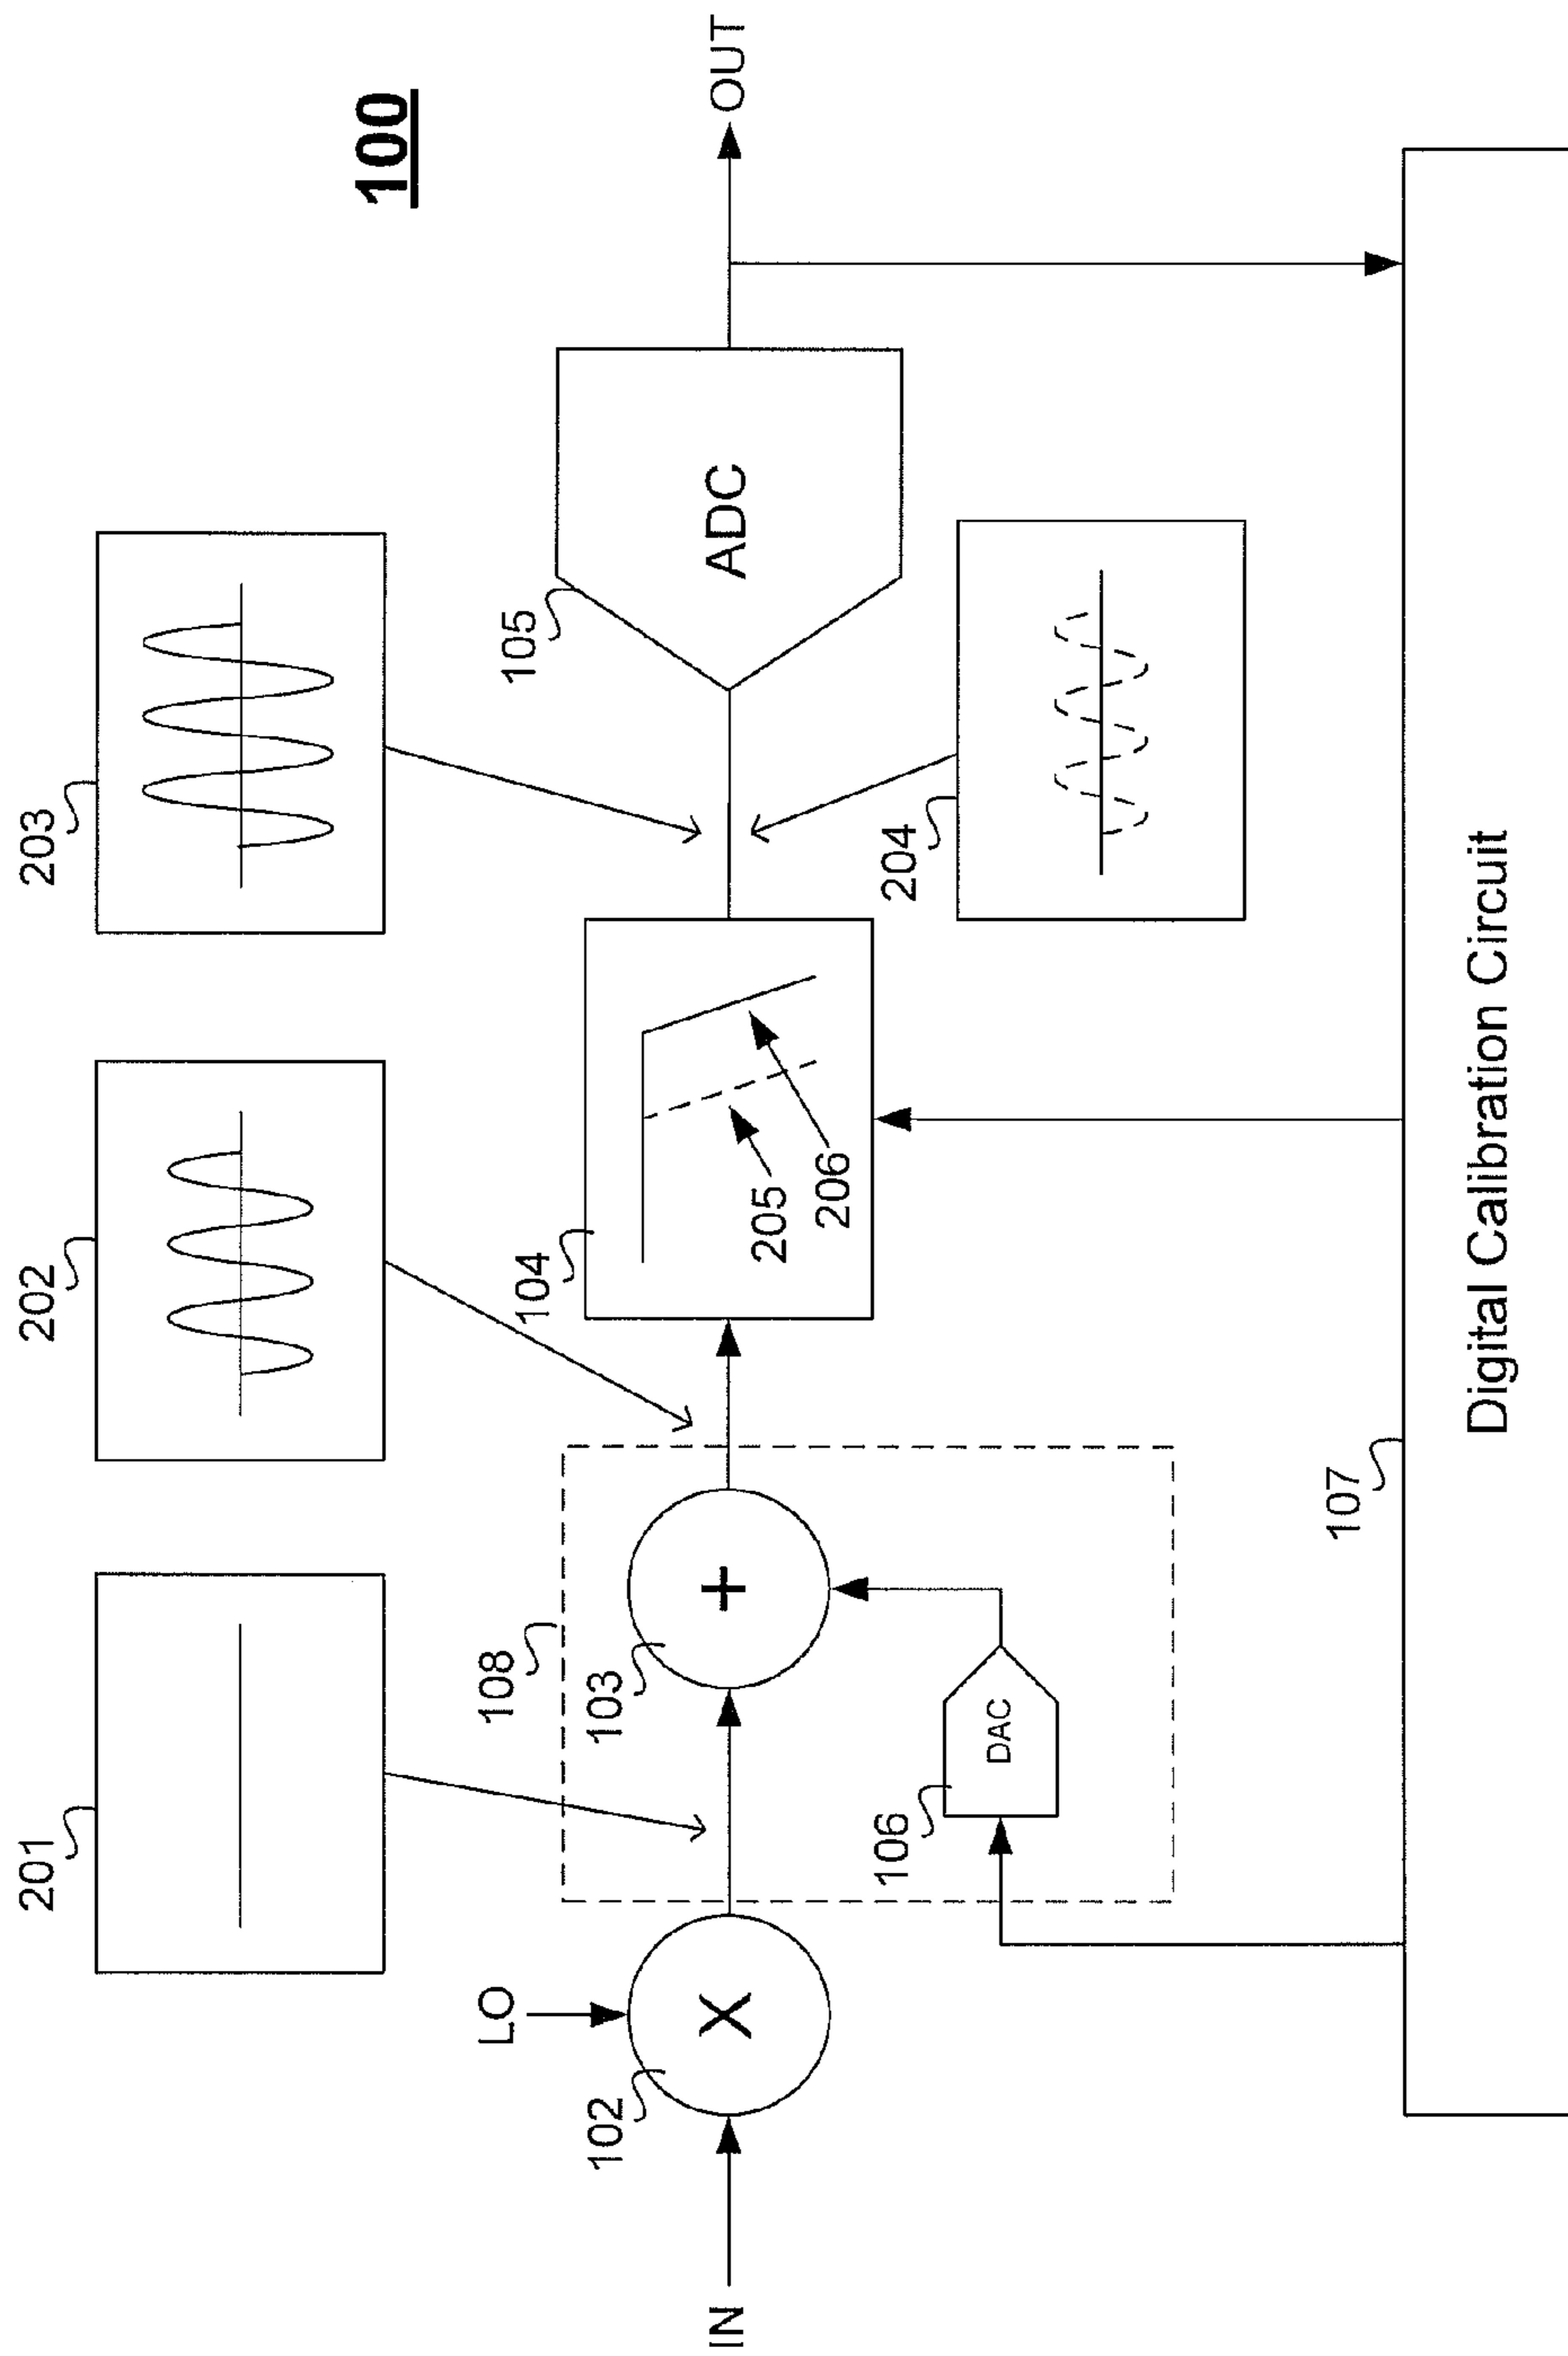 100
201
202
203
LO
108
104
105
102
103
205
206
204
IN
X
+
ADC
OUT
106
DAC
107
Digital Calibration Circuit